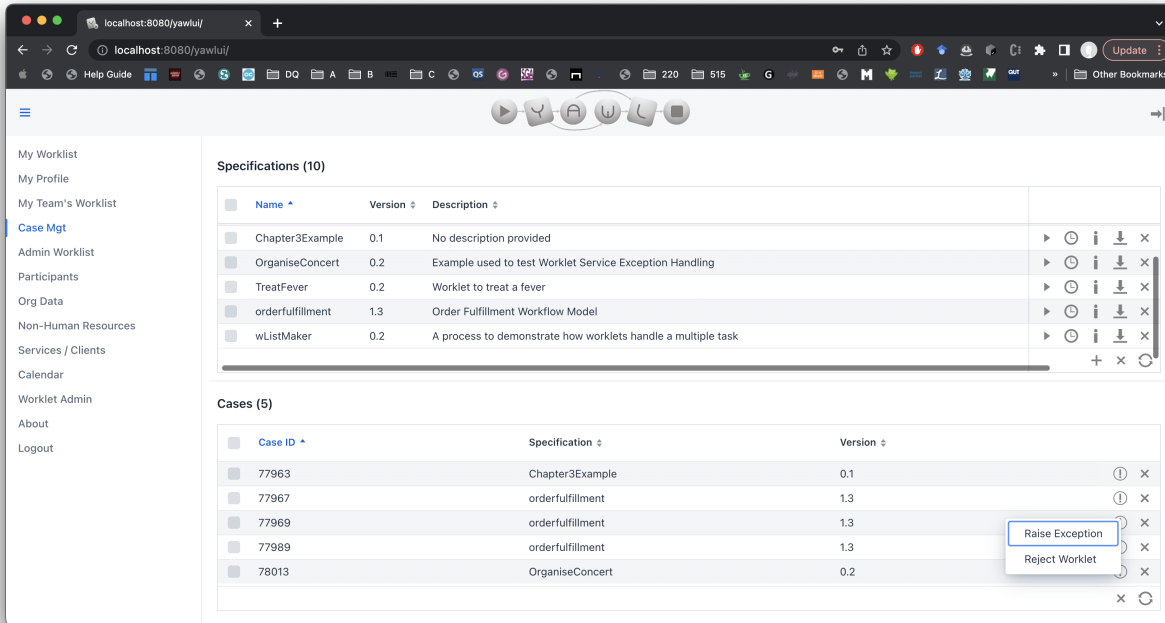 localhost:8080/yawlui/
localhost:8080/yawlui/
Update
Help Guide
DQ
A
B
C
OS
220
515
G
M
QUT
»
Other Bookmarks
YAWL
My Worklist
My Profile
My Team's Worklist
Case Mgt
Admin Worklist
Participants
Org Data
Non-Human Resources
Services / Clients
Calendar
Worklet Admin
About
Logout
Specifications (10)
Name Version Description
Chapter3Example 0.1 No description provided
OrganiseConcert 0.2 Example used to test Worklet Service Exception Handling
TreatFever 0.2 Worklet to treat a fever
orderfulfillment 1.3 Order Fulfillment Workflow Model
wListMaker 0.2 A process to demonstrate how worklets handle a multiple task
Cases (5)
Case ID Specification Version
77963 Chapter3Example 0.1
77967 orderfulfillment 1.3
77969 orderfulfillment 1.3
77989 orderfulfillment 1.3
78013 OrganiseConcert 0.2
Raise Exception
Reject Worklet